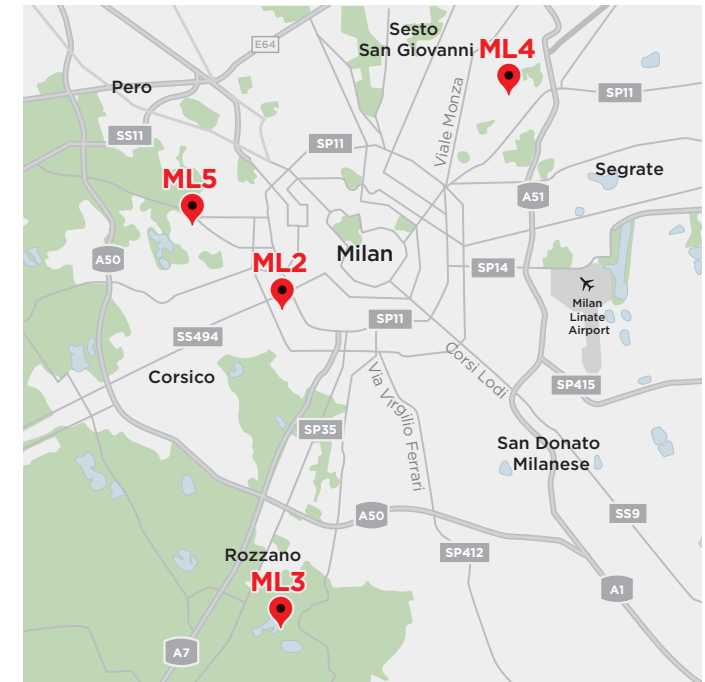 Sesto
San Giovanni
ML4
E64
Pero
Viale Monza
SP11
SS11
SP11
ML5
Segrate
A51
Milan
A50
ML2
SP14
Milan
Linate
Airport
SP11
SS494
Corsi Lodi
Corsico
Via Virgilio Ferrari
SP415
SP35
San Donato
Milanese
A50
SS9
Rozzano
SP412
ML3
A1
A7